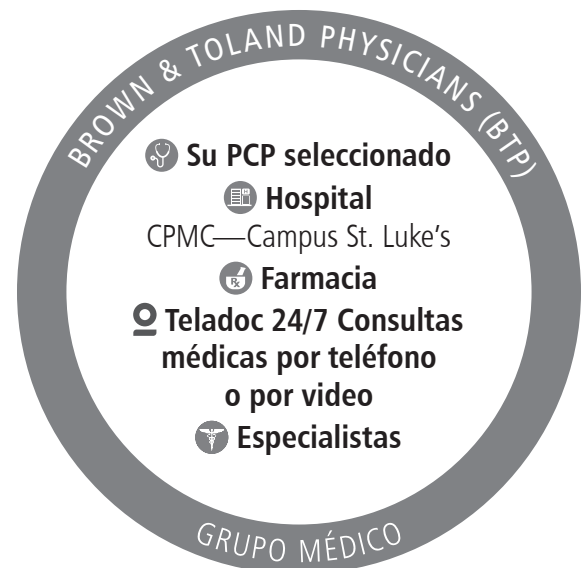 BROWN & TOLAND PHYSICIANS (BTP)
Su PCP seleccionado
Hospital
CPMC—Campus St. Luke's
Farmacia
Teladoc 24/7 Consultas
médicas por teléfono
o por video
Especialistas
GRUPO MÉDICO